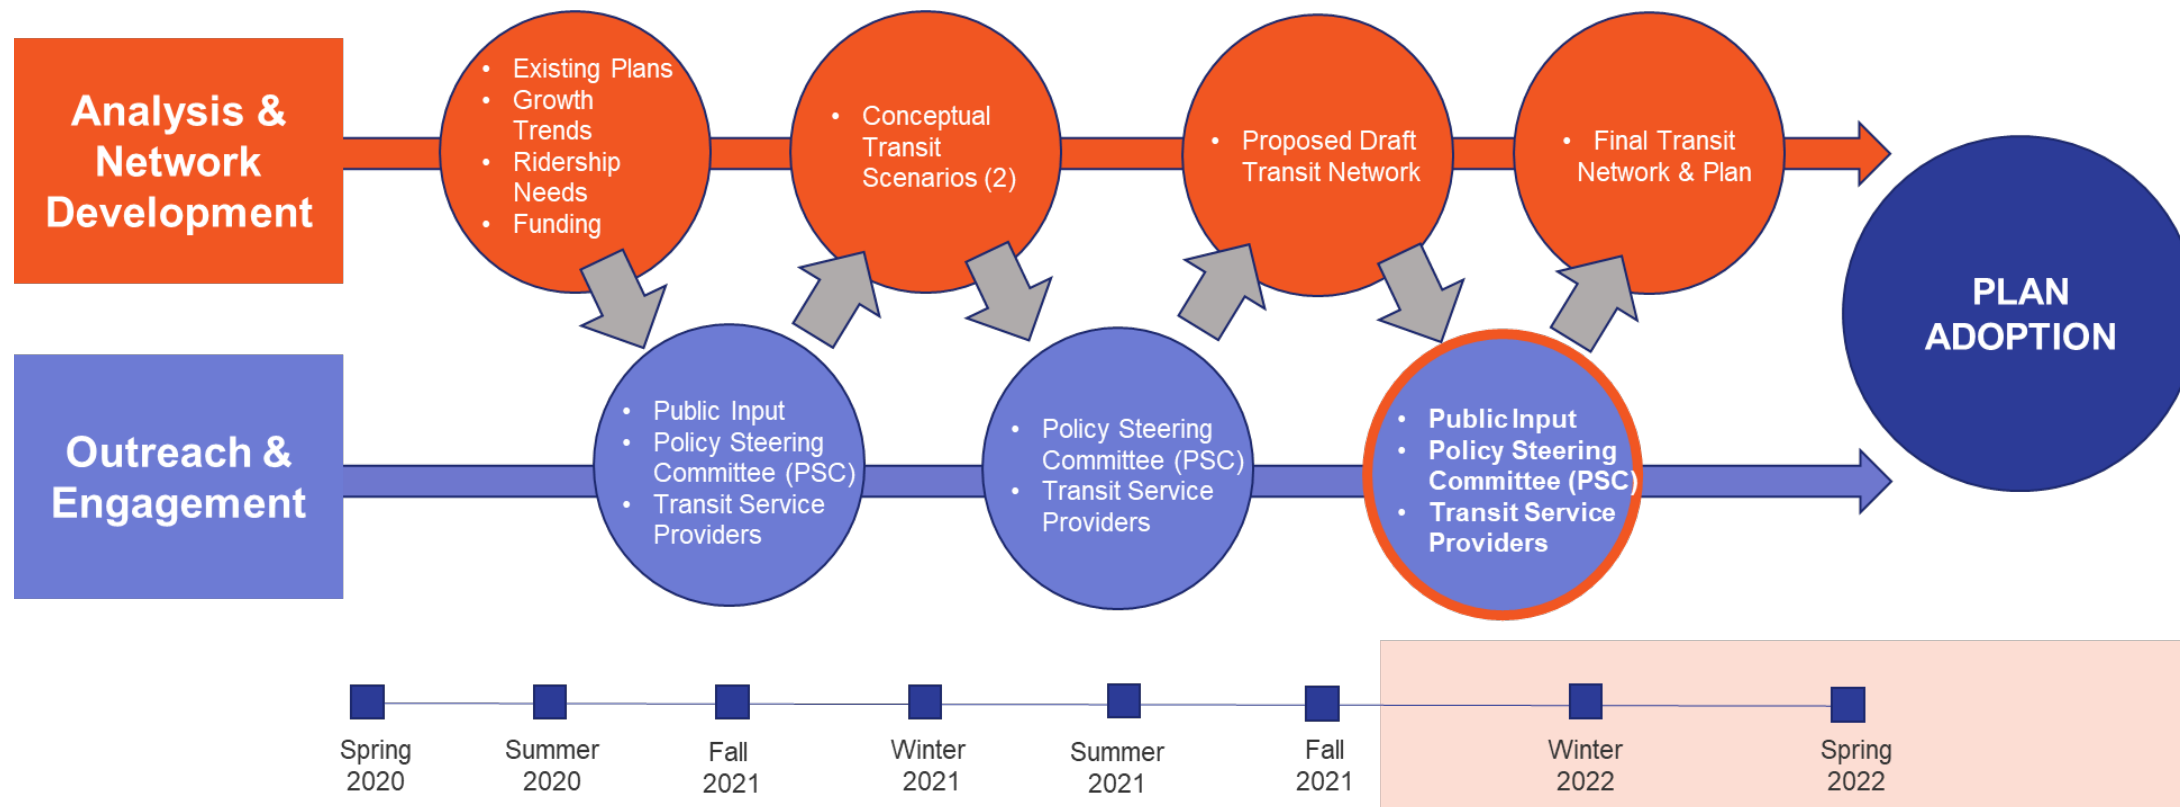 Analysis &
Network
Development
• Existing Plans
• Growth
Trends
• Ridership
Needs
• Funding
• Conceptual
Transit
Scenarios (2)
• Proposed Draft
Transit Network
• Final Transit
Network & Plan
PLAN
ADOPTION
Outreach &
Engagement
• Public Input
• Policy Steering
Committee (PSC)
• Transit Service
Providers
• Policy Steering
Committee (PSC)
• Transit Service
Providers
• Public Input
• Policy Steering
Committee (PSC)
• Transit Service
Providers
Spring
2020
Summer
2020
Fall
2021
Winter
2021
Summer
2021
Fall
2021
Winter
2022
Spring
2022